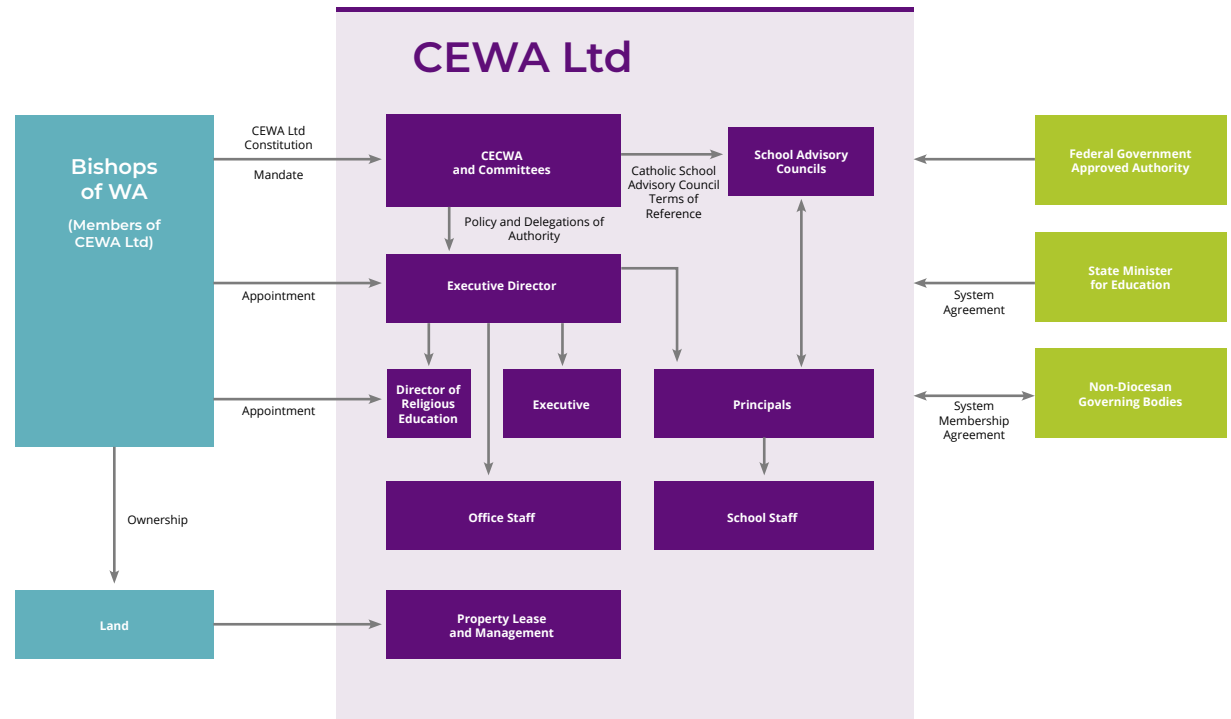 CEWA Ltd
Bishops
of WA
(Members of
CEWA Ltd)
CEWA Ltd
Constitution
Mandate
CECWA
and Committees
Catholic School
Advisory Council
Terms of
Reference
School Advisory
Councils
Federal Government
Approved Authority
Policy and Delegations of
Authority
Appointment
Executive Director
State Minister
for Education
System
Agreement
Appointment
Director of
Religious
Education
Executive
Principals
Non-Diocesan
Governing Bodies
System
Membership
Agreement
Ownership
Office Staff
School Staff
Land
Property Lease
and Management